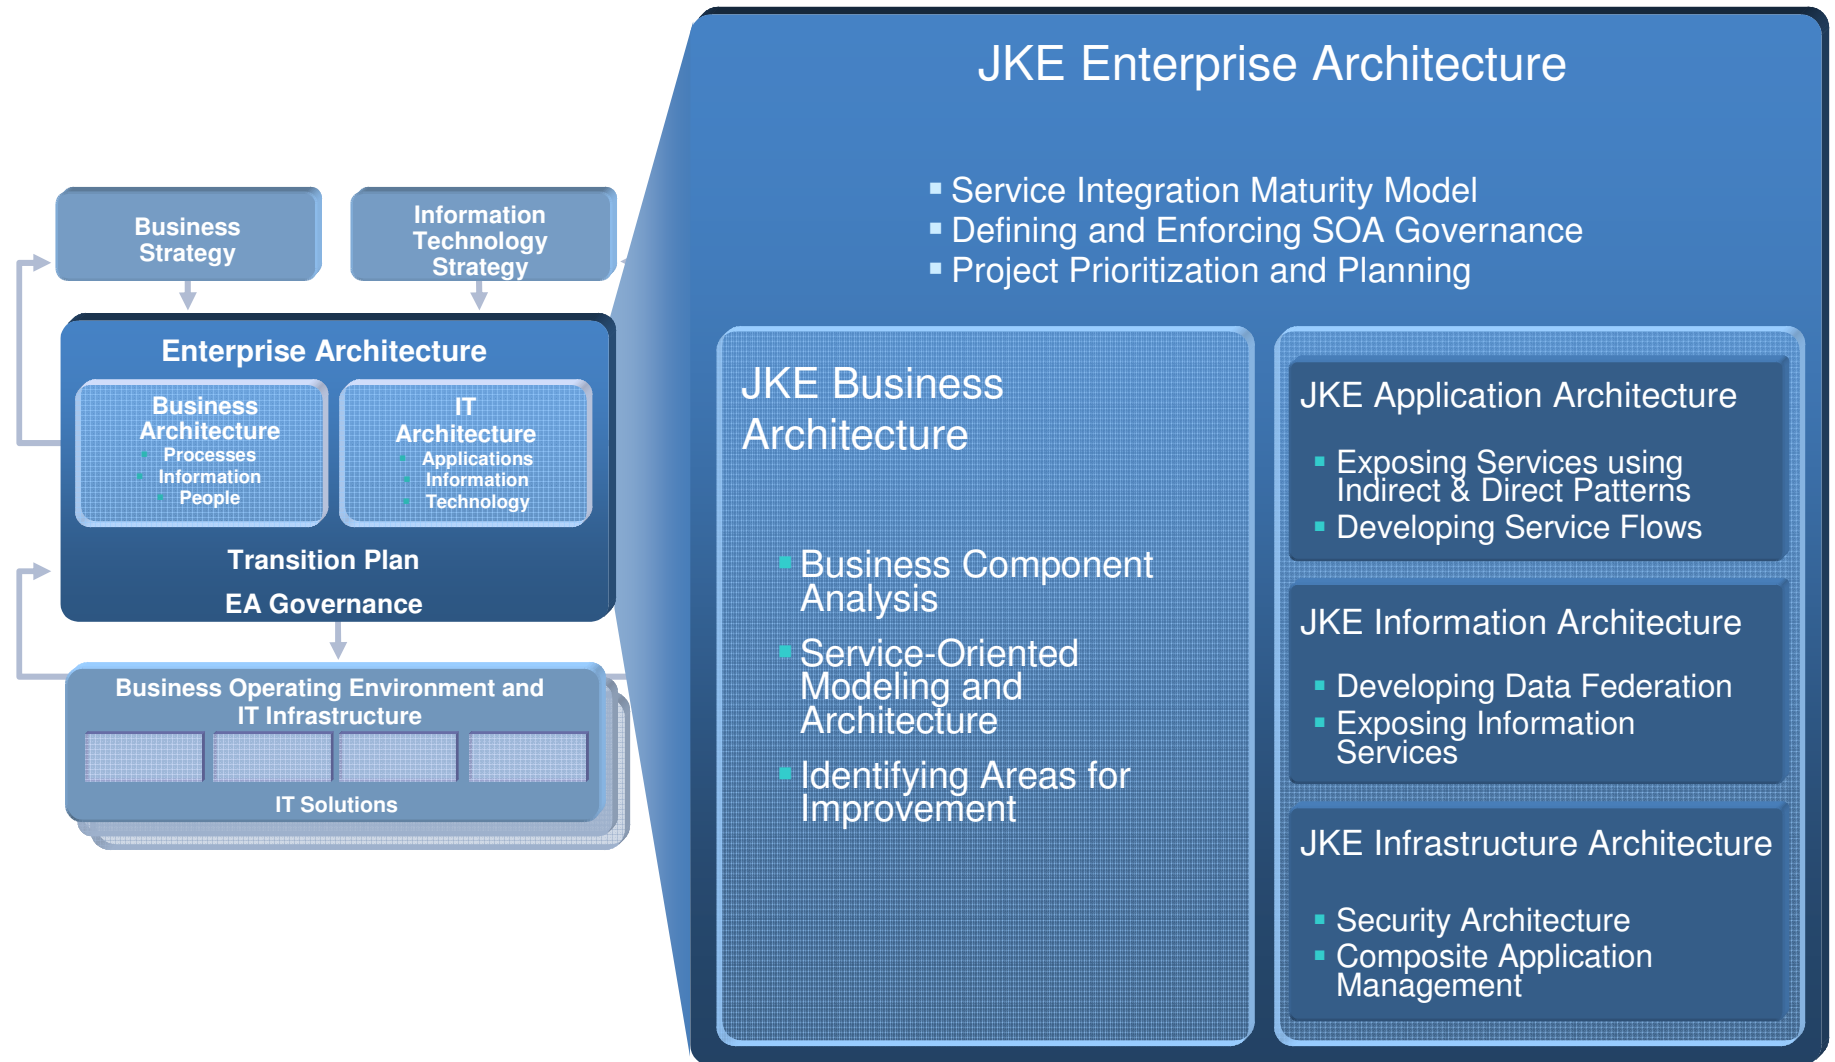 Business
Strategy
Information
Technology
Strategy
Enterprise Architecture
Business
Architecture
▪ Processes
▪ Information
▪ People
IT
Architecture
▪ Applications
▪ Information
▪ Technology
Transition Plan
EA Governance
Business Operating Environment and
IT Infrastructure
IT Solutions
JKE Enterprise Architecture
▪ Service Integration Maturity Model
▪ Defining and Enforcing SOA Governance
▪ Project Prioritization and Planning
JKE Business
Architecture
▪ Business Component
Analysis
▪ Service-Oriented
Modeling and
Architecture
▪ Identifying Areas for
Improvement
JKE Application Architecture
▪ Exposing Services using
Indirect & Direct Patterns
▪ Developing Service Flows
JKE Information Architecture
▪ Developing Data Federation
▪ Exposing Information
Services
JKE Infrastructure Architecture
▪ Security Architecture
▪ Composite Application
Management